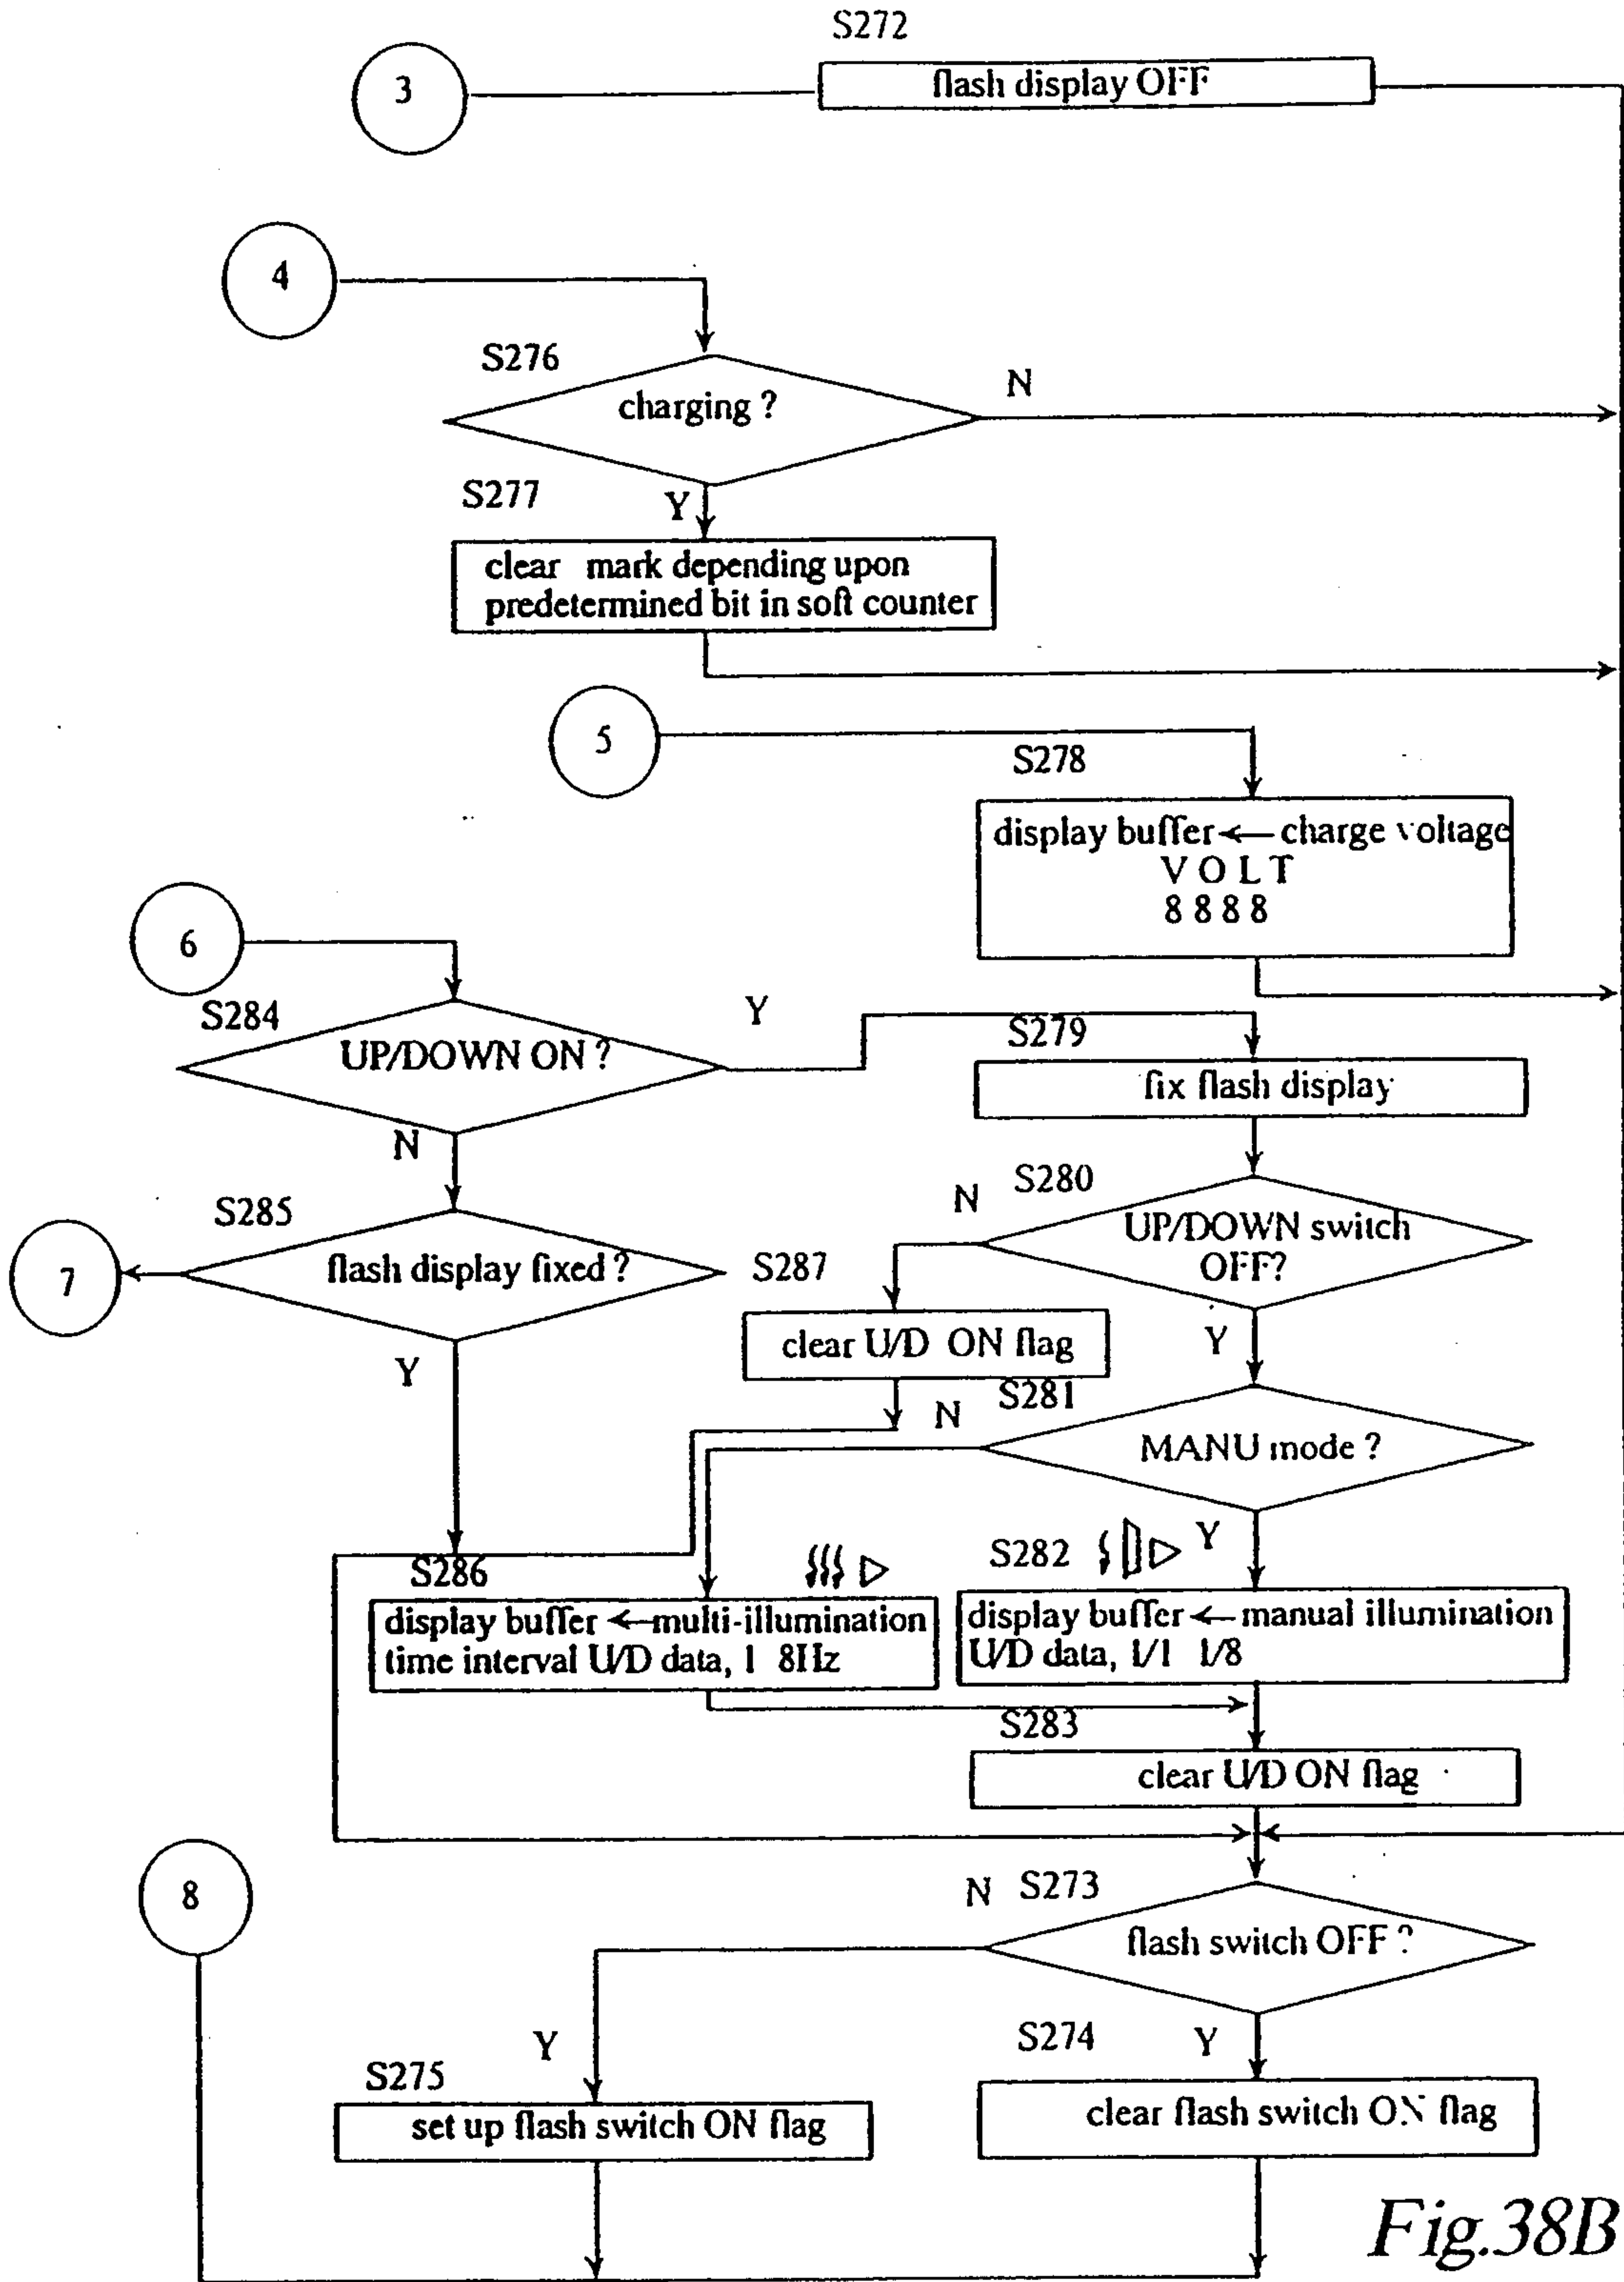 S272
3
flash display OFF
4
S276
charging ?
N
S277
Y
clear mark depending upon
predetermined bit in soft counter
5
S278
display buffer ← charge voltage
V O L T
8 8 8 8
6
S284
UP/DOWN ON ?
Y
S279
fix flash display
N
S280
N
UP/DOWN switch
OFF?
S285
flash display fixed ?
7
S287
clear U/D ON flag
Y
Y
S281
N
MANU mode ?
S286
display buffer ← multi-illumination
time interval U/D data, 1 8Hz
S282
Y
display buffer ← manual illumination
U/D data, 1/1 1/8
S283
clear U/D ON flag
8
N
S273
flash switch OFF ?
Y
S274
Y
S275
set up flash switch ON flag
clear flash switch ON flag
Fig.38B